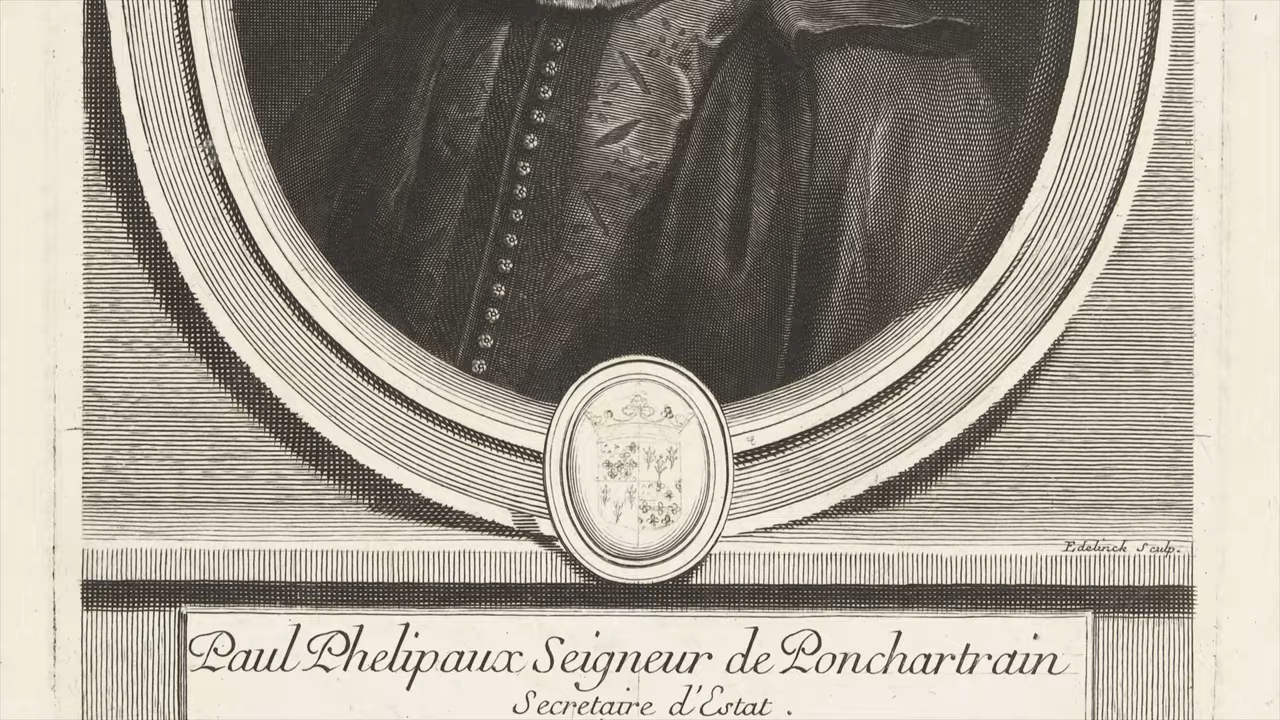 Edelinck Sculp.
Paul Phelipaux Seigneur de Ponchartrain
Secretaire d'Estat .